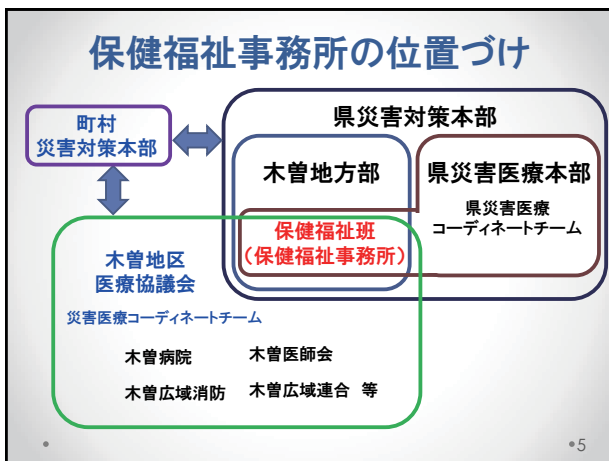 保健福祉事務所の位置づけ
町村
災害対策本部
県災害対策本部
木曽地方部
県災害医療本部
県災害医療
コーディネートチーム
保健福祉班
(保健福祉事務所)
木曽地区
医療協議会
災害医療コーディネートチーム
木曽病院
木曽医師会
木曽広域消防
木曽広域連合 等
5